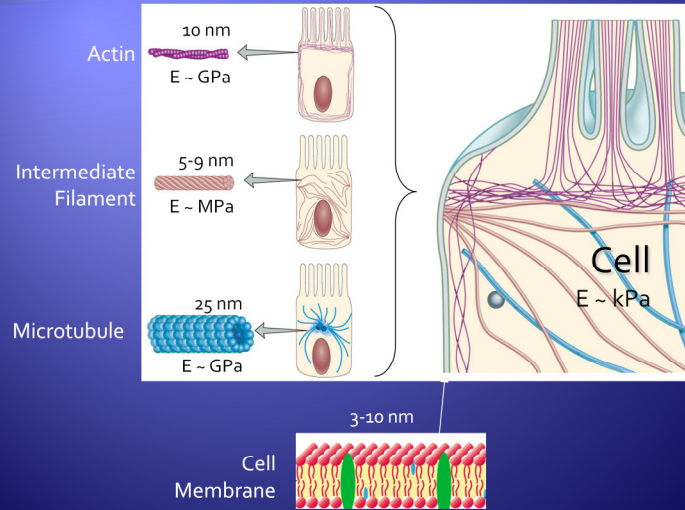 Actin
10 nm
E ~ GPa
Intermediate
Filament
5-9 nm
E ~ MPa
Microtubule
25 nm
E ~ GPa
Cell
E ~ kPa
3-10 nm
Cell
Membrane